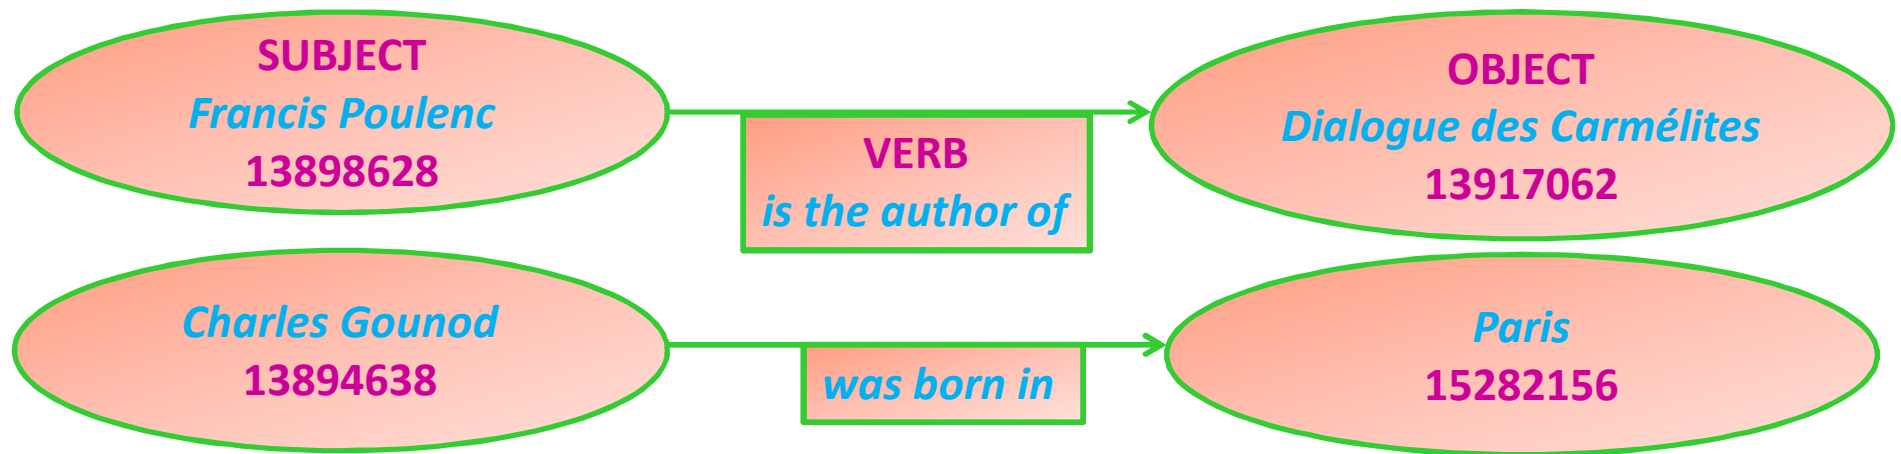 SUBJECT
Francis Poulenc
13898628
VERB
is the author of
OBJECT
Dialogue des Carmélites
13917062
Charles Gounod
13894638
was born in
Paris
15282156